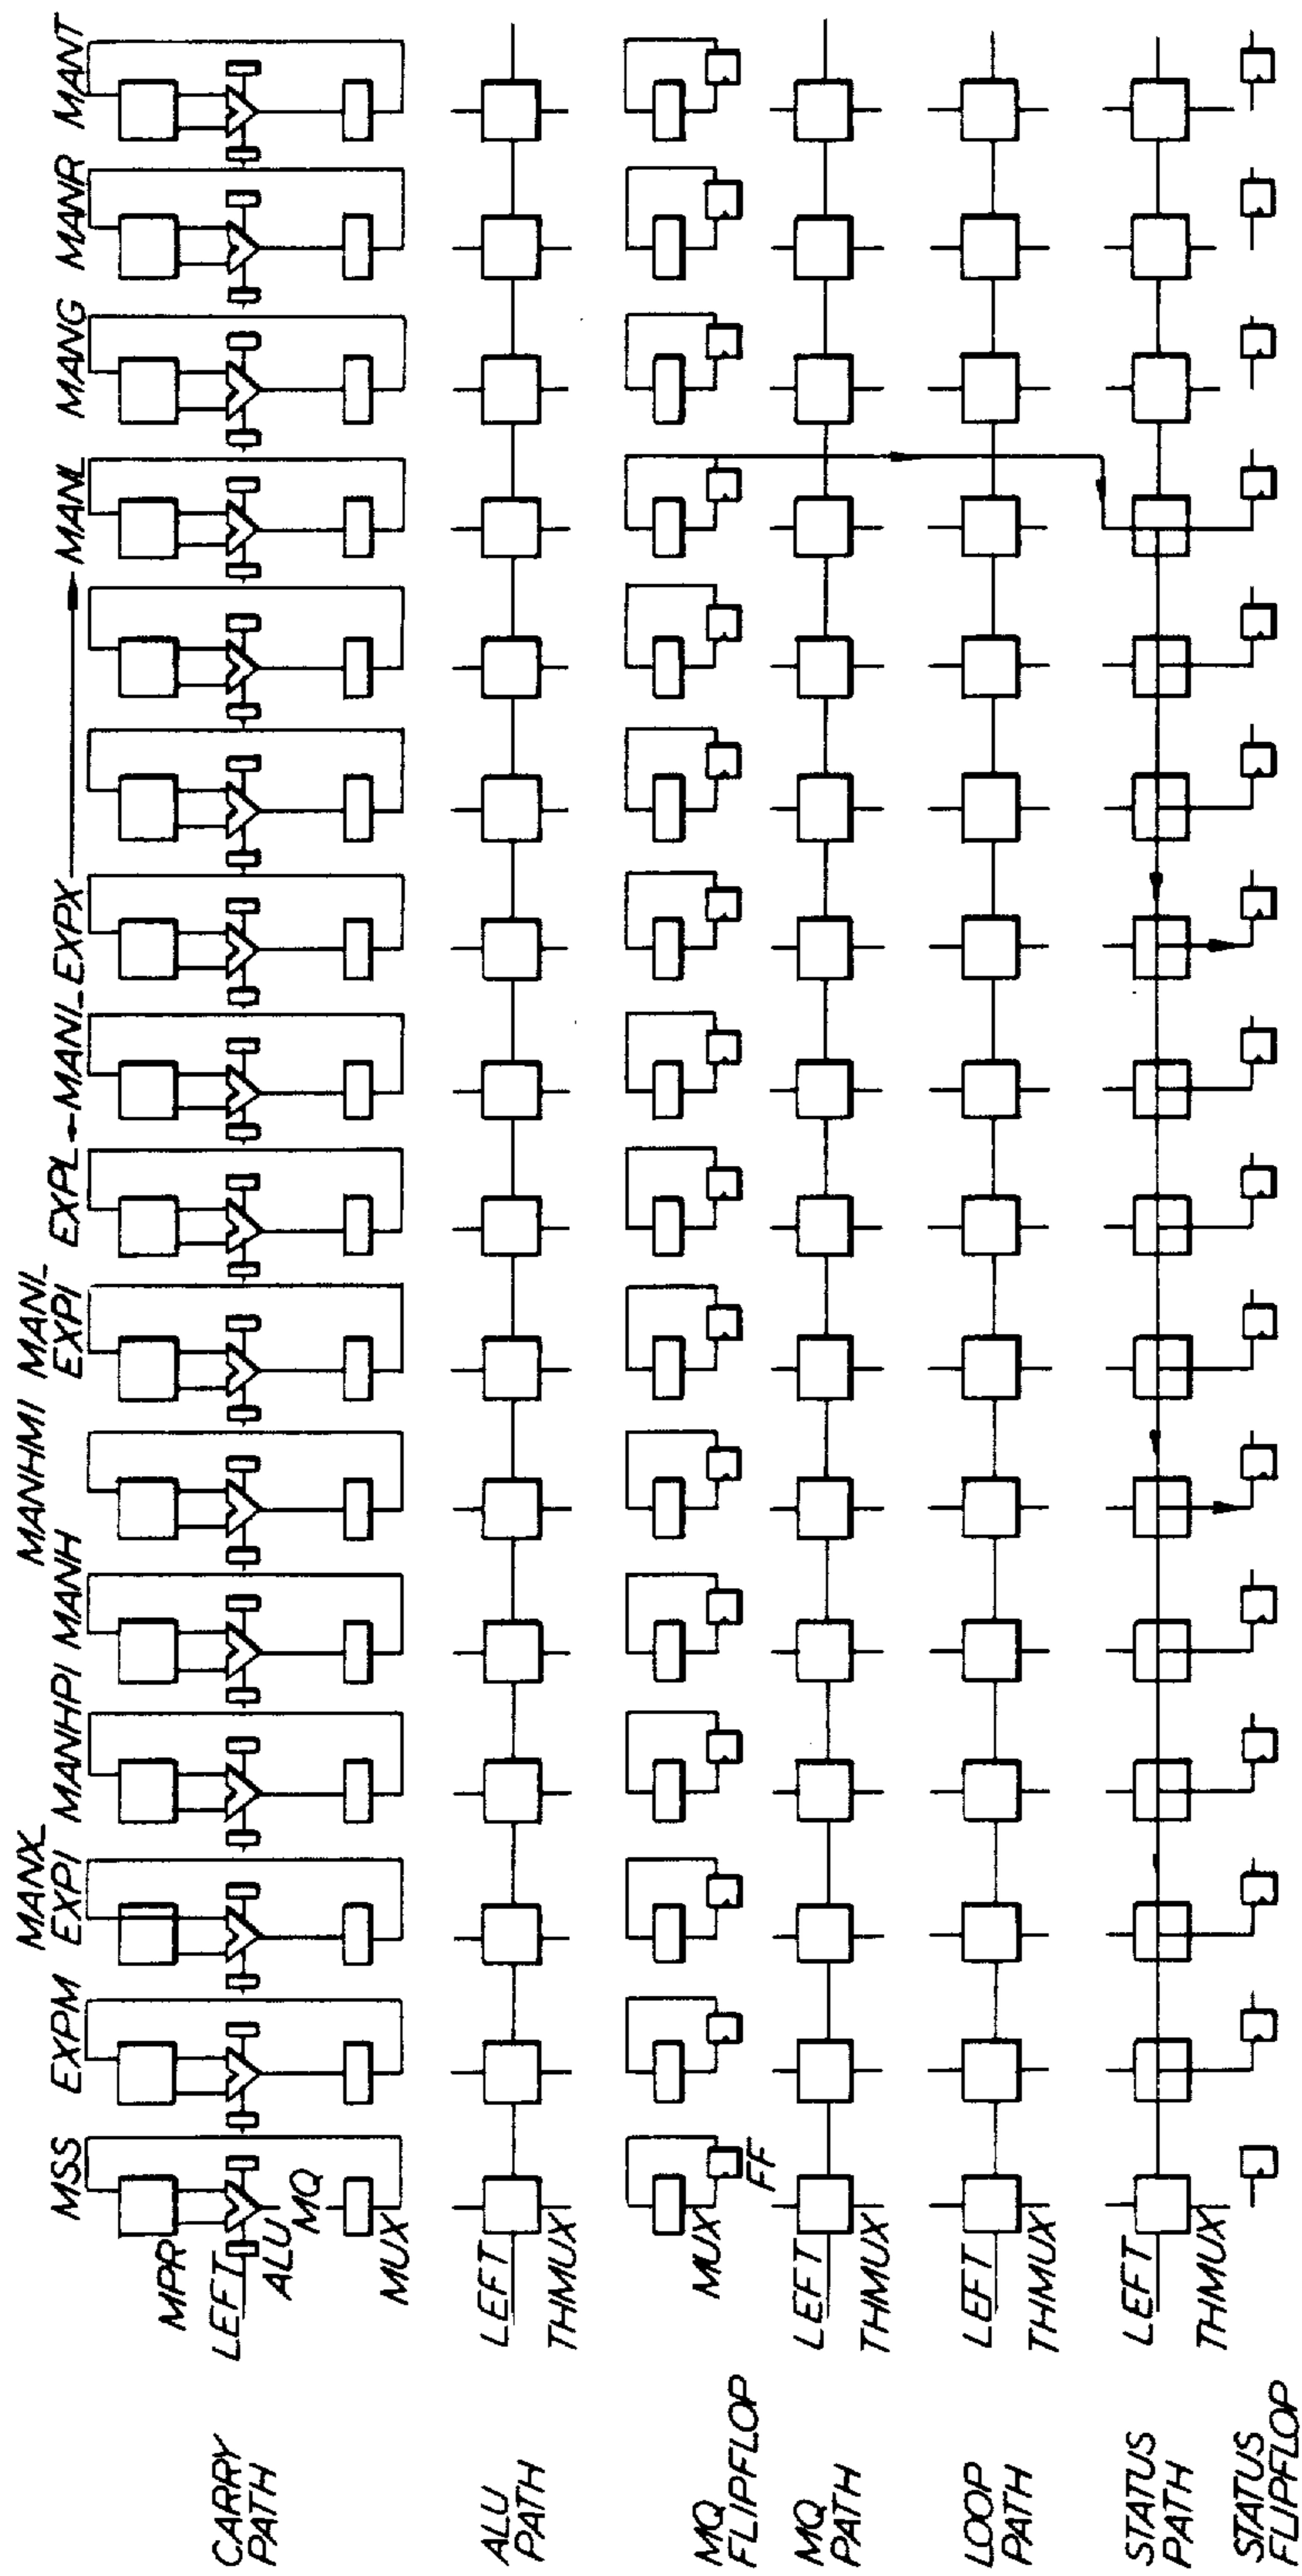 MSS
EXPM
MANX_
EXPI
MANHPI
MANH
MANHMI
MANI_
EXPI
EXPL
MANI_EXPX
MANL
MANG
MANR
MANT
CARRY
PATH
MPR
LEFT
ALU
MQ
MUX
ALU
PATH
LEFT
THMUX
MQ
FLIPFLOP
MUX
FF
MQ
PATH
LEFT
THMUX
LOOP
PATH
LEFT
THMUX
STATUS
PATH
LEFT
THMUX
STATUS
FLIPFLOP